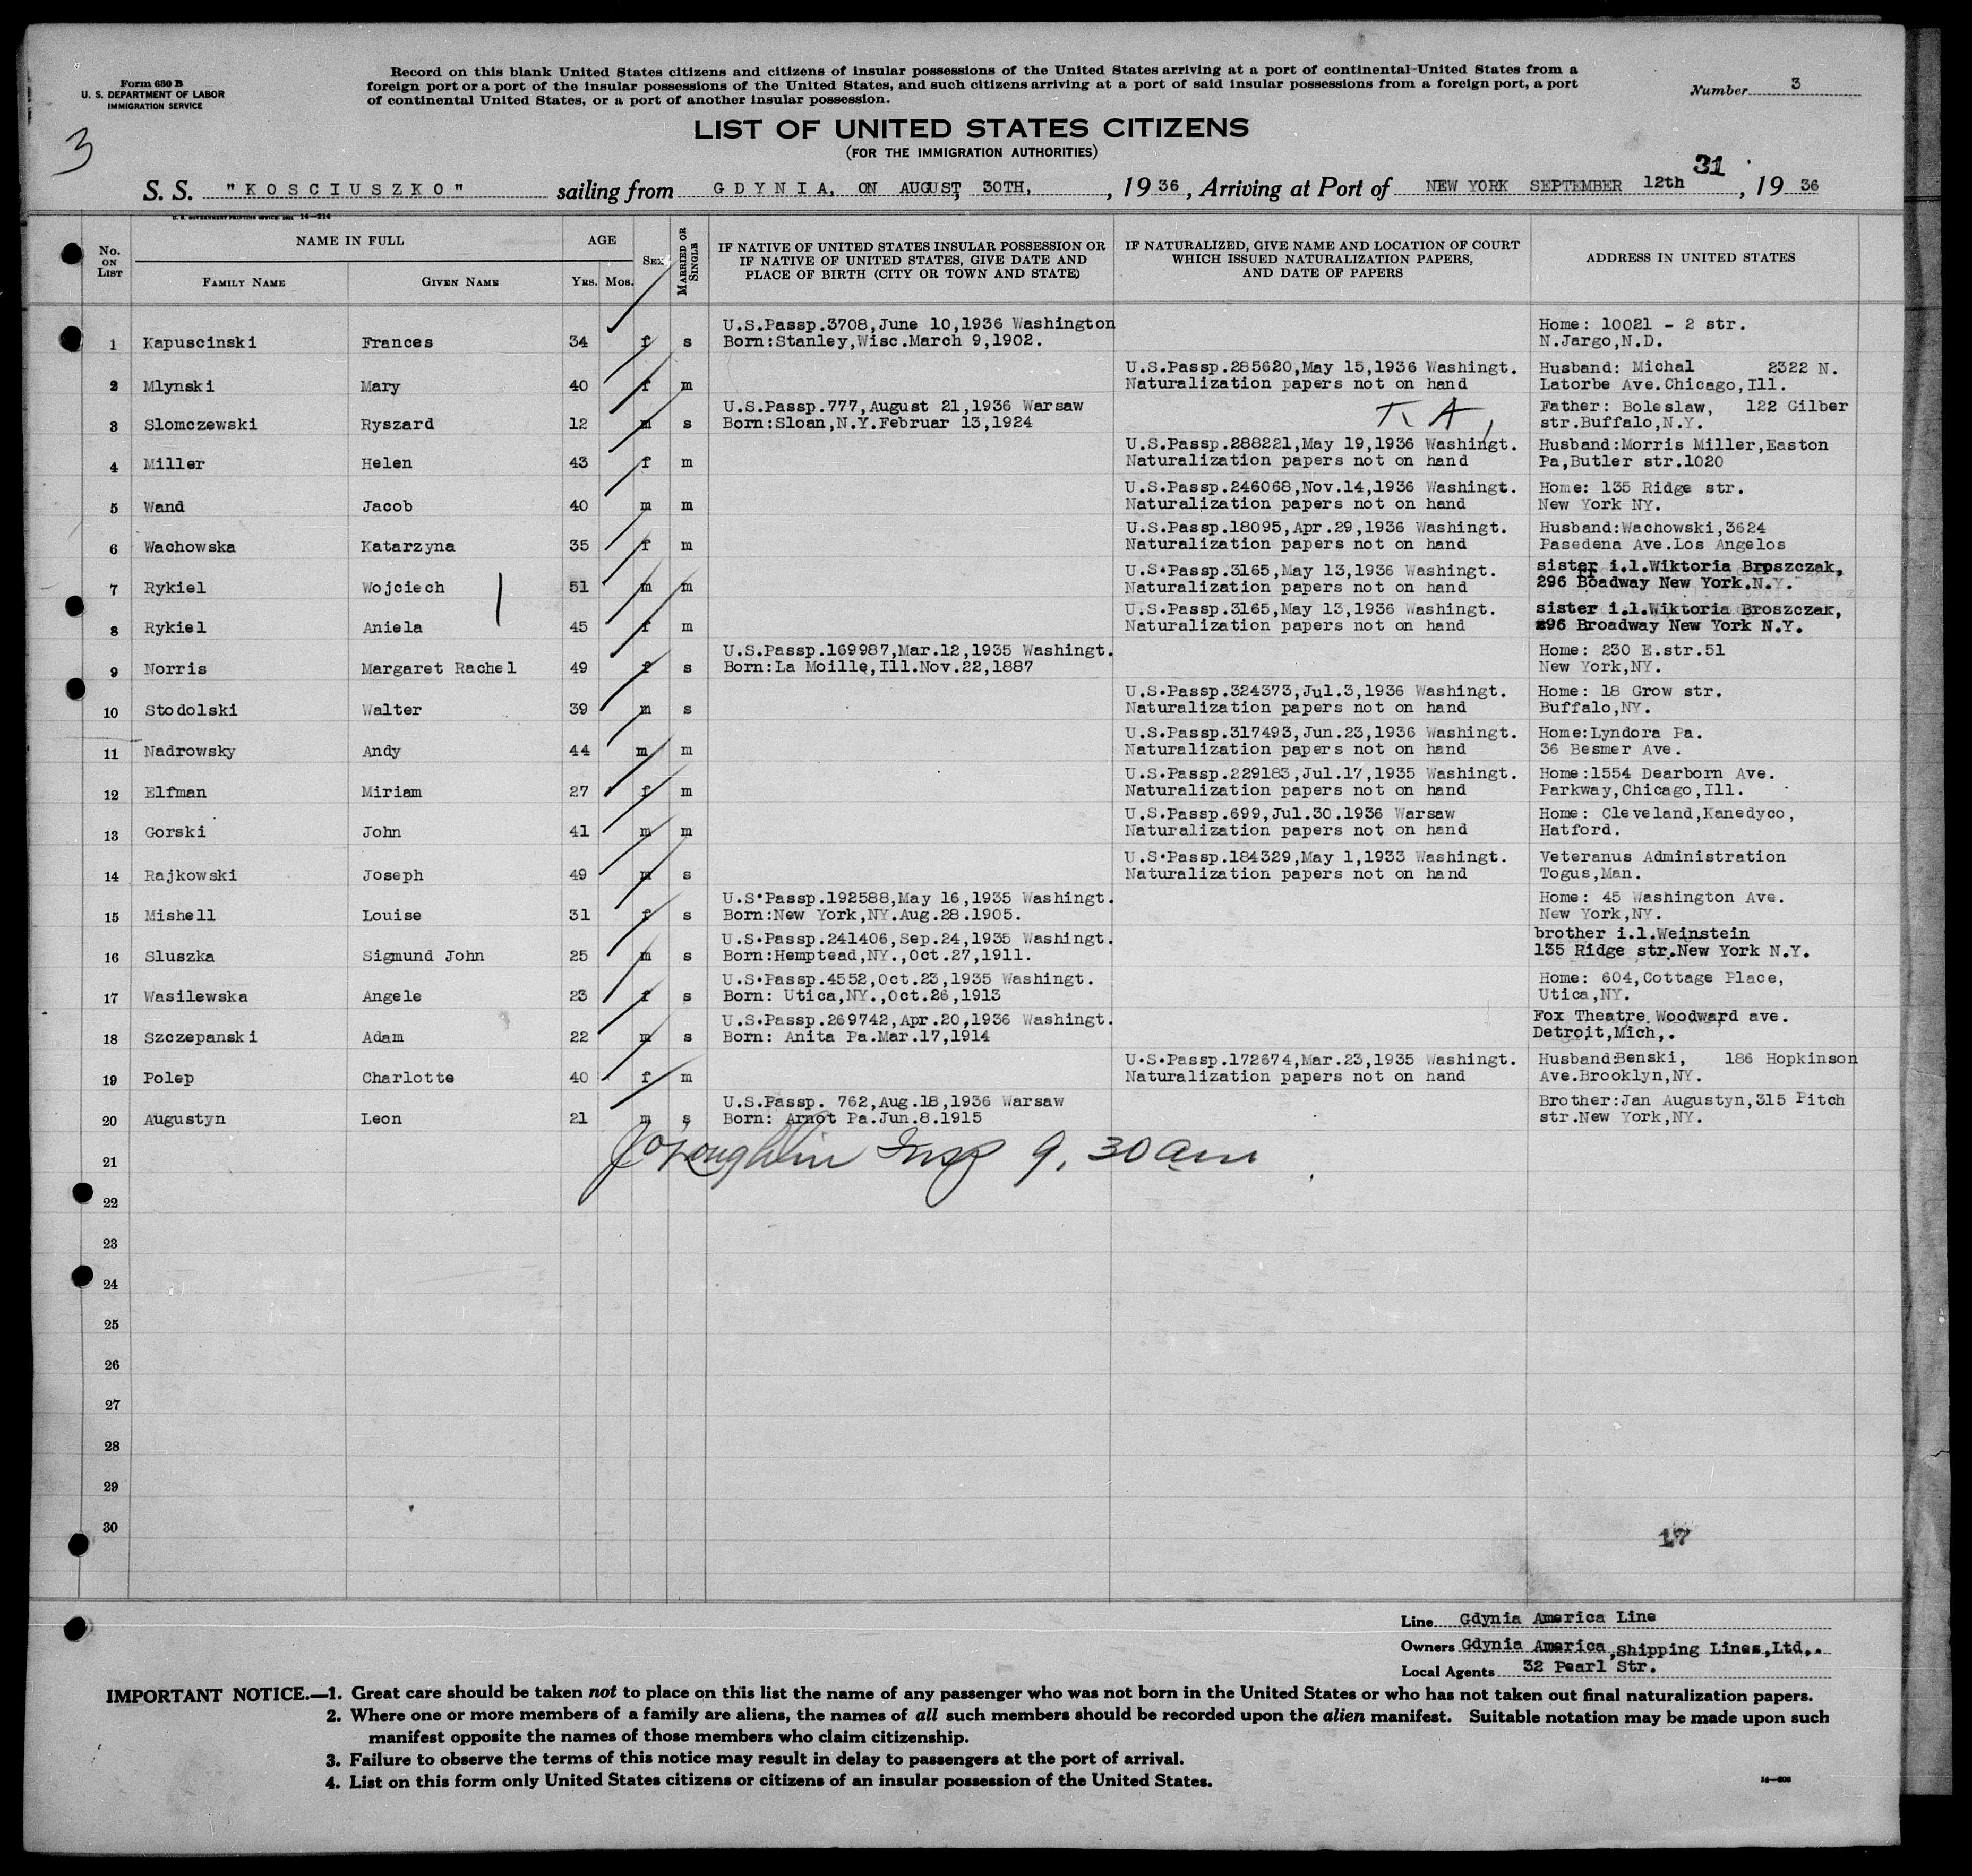 Form 630 B
U. S. DEPARTMENT OF LABOR
IMMIGRATION SERVICE
Record on this blank United States citizens and citizens of insular possessions of the United States arriving at a port of continental United States from a
foreign port or a port of the insular possessions of the United States, and such citizens arriving at a port of said insular possessions from a foreign port, a port
of continental United States, or a port of another insular possession.
Number 3
3
LIST OF UNITED STATES CITIZENS
(FOR THE IMMIGRATION AUTHORITIES)
31
S. S. "KOSCIUSZKO" sailing from GDYNIA, ON AUGUST, 30TH, , 1936, Arriving at Port of NEW YORK SEPTEMBER 12th, 1936
U. S. GOVERNMENT PRINTING OFFICE: 1931 14—214
No. ON LIST
NAME IN FULL
FAMILY NAME
GIVEN NAME
AGE
YRS. MOS.
SEX
MARRIED OR SINGLE
IF NATIVE OF UNITED STATES INSULAR POSSESSION OR
IF NATIVE OF UNITED STATES, GIVE DATE AND
PLACE OF BIRTH (CITY OR TOWN AND STATE)
IF NATURALIZED, GIVE NAME AND LOCATION OF COURT
WHICH ISSUED NATURALIZATION PAPERS,
AND DATE OF PAPERS
ADDRESS IN UNITED STATES
U.S.Passp.3708,June 10,1936 Washington Home: 10021 - 2 str.
1 Kapuscinski Frances 34 f s Born:Stanley,Wisc.March 9,1902. N.Jargo,N.D.
U.S.Passp.285620,May 15,1936 Washingt. Husband: Michal 2322 N.
2 Mlynski Mary 40 f m Naturalization papers not on hand Latorbe Ave.Chicago,Ill.
U.S.Passp.777,August 21,1936 Warsaw T. A, Father: Boleslaw, 122 Gilber
3 Slomczewski Ryszard 12 m s Born:Sloan,N.Y.Februar 13,1924 str.Buffalo,N.Y.
U.S.Passp.288221,May 19,1936 Washingt. Husband:Morris Miller,Easton
4 Miller Helen 43 f m Naturalization papers not on hand Pa,Butler str.1020
U.S.Passp.246068,Nov.14,1936 Washingt. Home: 135 Ridge str.
5 Wand Jacob 40 m m Naturalization papers not on hand New York NY.
U.S.Passp.18095,Apr.29,1936 Washingt. Husband:Wachowski,3624
6 Wachowska Katarzyna 35 f m Naturalization papers not on hand Pasedena Ave.Los Angelos
U.S.Passp.3165,May 13,1936 Washingt. sister i.l.Wiktoria Broszczak,
7 Rykiel Wojciech 51 m m Naturalization papers not on hand 296 Boadway New York.N.Y.
U.S.Passp.3165,May 13,1936 Washingt. sister i.l.Wiktoria Broszczak,
8 Rykiel Aniela 45 f m Naturalization papers not on hand 296 Broadway New York N.Y.
U.S.Passp.169987,Mar.12,1935 Washingt. Home: 230 E.str.51
9 Norris Margaret Rachel 49 f s Born:La Moille,Ill.Nov.22,1887 New York,NY.
U.S.Passp.324373,Jul.3,1936 Washingt. Home: 18 Grow str.
10 Stodolski Walter 39 m s Naturalization papers not on hand Buffalo,NY.
U.S.Passp.317493,Jun.23,1936 Washingt. Home:Lyndora Pa.
11 Nadrowsky Andy 44 m m Naturalization papers not on hand 36 Besmer Ave.
U.S.Passp.229183,Jul.17,1935 Washingt. Home:1554 Dearborn Ave.
12 Elfman Miriam 27 f m Naturalization papers not on hand Parkway,Chicago,Ill.
U.S.Passp.699,Jul.30.1936 Warsaw Home: Cleveland,Kanedyco,
13 Gorski John 41 m m Naturalization papers not on hand Hatford.
U.S.Passp.184329,May 1,1933 Washingt. Veteranus Administration
14 Rajkowski Joseph 49 m s Naturalization papers not on hand Togus,Man.
U.S.Passp.192588,May 16,1935 Washingt. Home: 45 Washington Ave.
15 Mishell Louise 31 f s Born:New York,NY.Aug.28.1905. New York,NY.
U.S.Passp.241406,Sep.24,1935 Washingt. brother i.l.Weinstein
16 Sluszka Sigmund John 25 m s Born:Hemptead,NY.,Oct.27,1911. 135 Ridge str.New York N.Y.
U.S.Passp.4552,Oct.23,1935 Washingt. Home: 604,Cottage Place,
17 Wasilewska Angele 23 f s Born: Utica,NY.,Oct.26,1913 Utica,NY.
U.S.Passp.269742,Apr.20,1936 Washingt. Fox Theatre Woodward ave.
18 Szczepanski Adam 22 m s Born: Anita Pa.Mar.17,1914 Detroit,Mich,.
U.S.Passp.172674,Mar.23,1935 Washingt. Husband:Benski, 186 Hopkinson
19 Polep Charlotte 40 f m Naturalization papers not on hand Ave.Brooklyn,NY.
U.S.Passp. 762,Aug.18,1936 Warsaw Brother:Jan Augustyn,315 Pitch
20 Augustyn Leon 21 m s Born: Arnot Pa.Jun.8.1915 str.New York,NY.
J O'Loughlin Insp 9,30 am
21
22
23
24
25
26
27
28
29
30
17
Line Gdynia America Line
Owners Gdynia America,Shipping Lines,Ltd,.
Local Agents 32 Pearl Str.
IMPORTANT NOTICE.—1. Great care should be taken not to place on this list the name of any passenger who was not born in the United States or who has not taken out final naturalization papers.
2. Where one or more members of a family are aliens, the names of all such members should be recorded upon the alien manifest. Suitable notation may be made upon such
manifest opposite the names of those members who claim citizenship.
3. Failure to observe the terms of this notice may result in delay to passengers at the port of arrival.
4. List on this form only United States citizens or citizens of an insular possession of the United States.